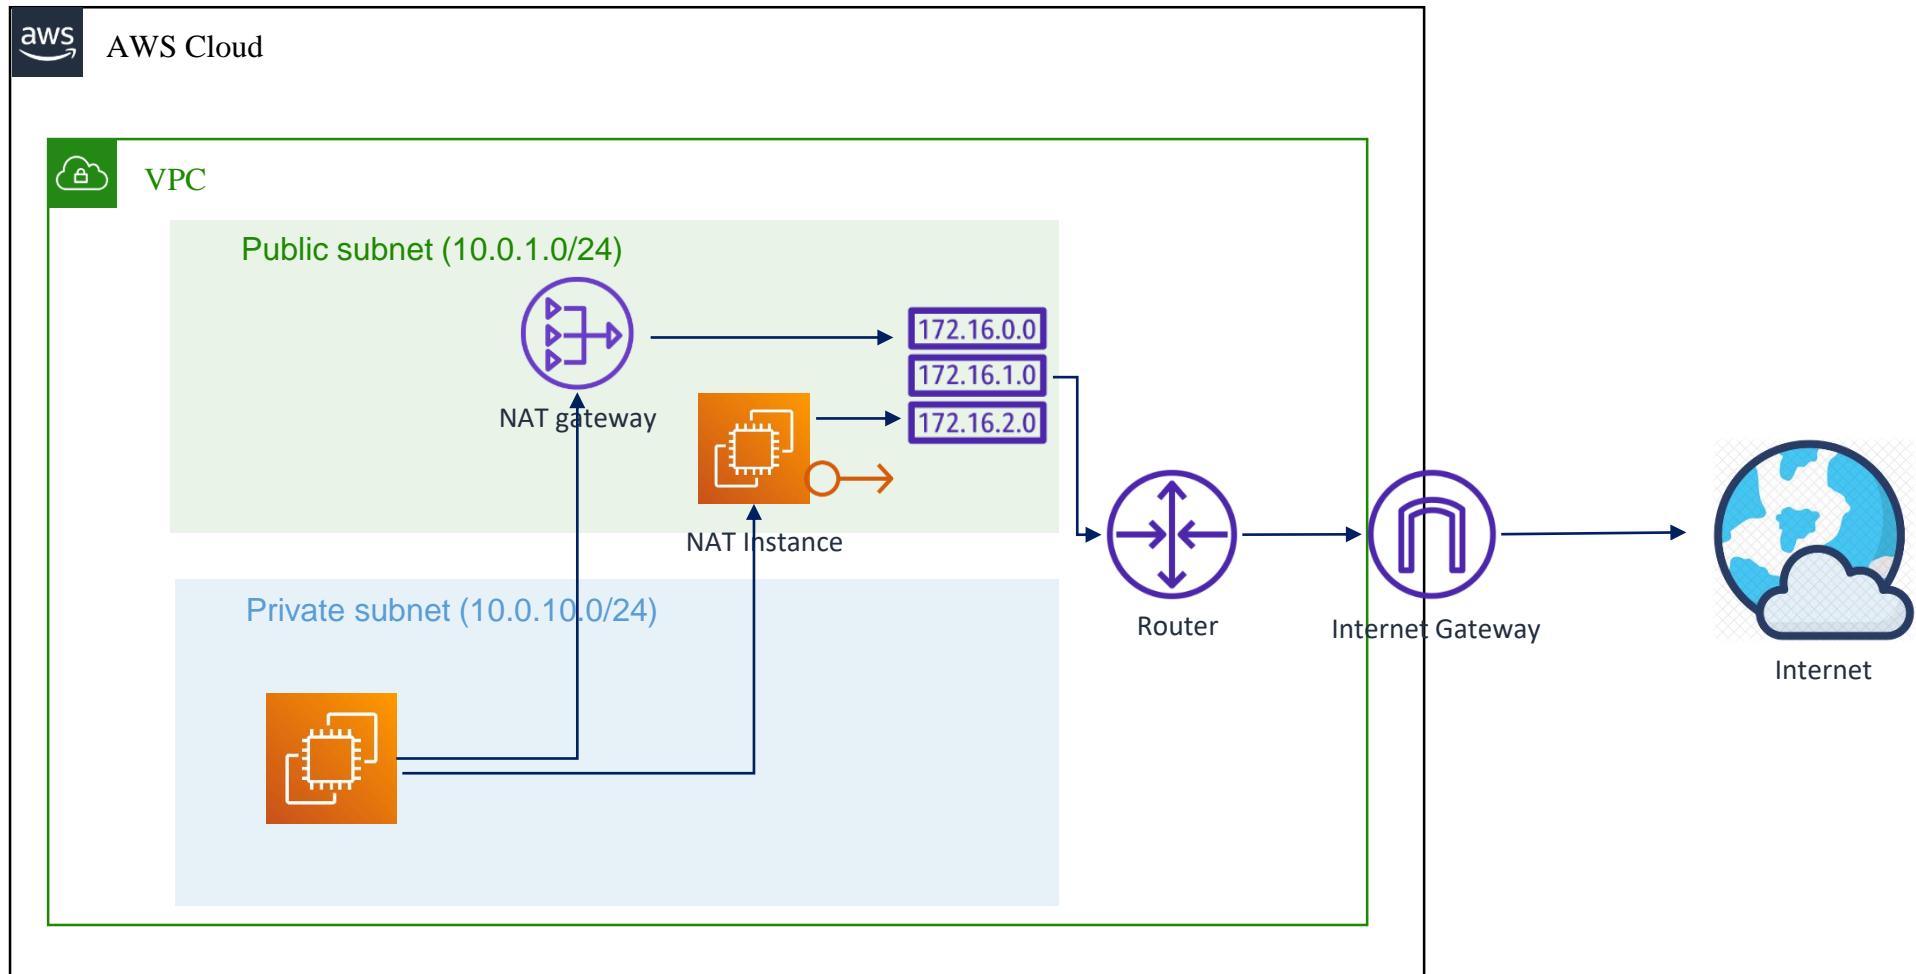 aws
AWS Cloud
VPC
Public subnet (10.0.1.0/24)
172.16.0.0
172.16.1.0
172.16.2.0
NAT gateway
NAT Instance
Private subnet (10.0.10.0/24)
Router
Internet Gateway
Internet